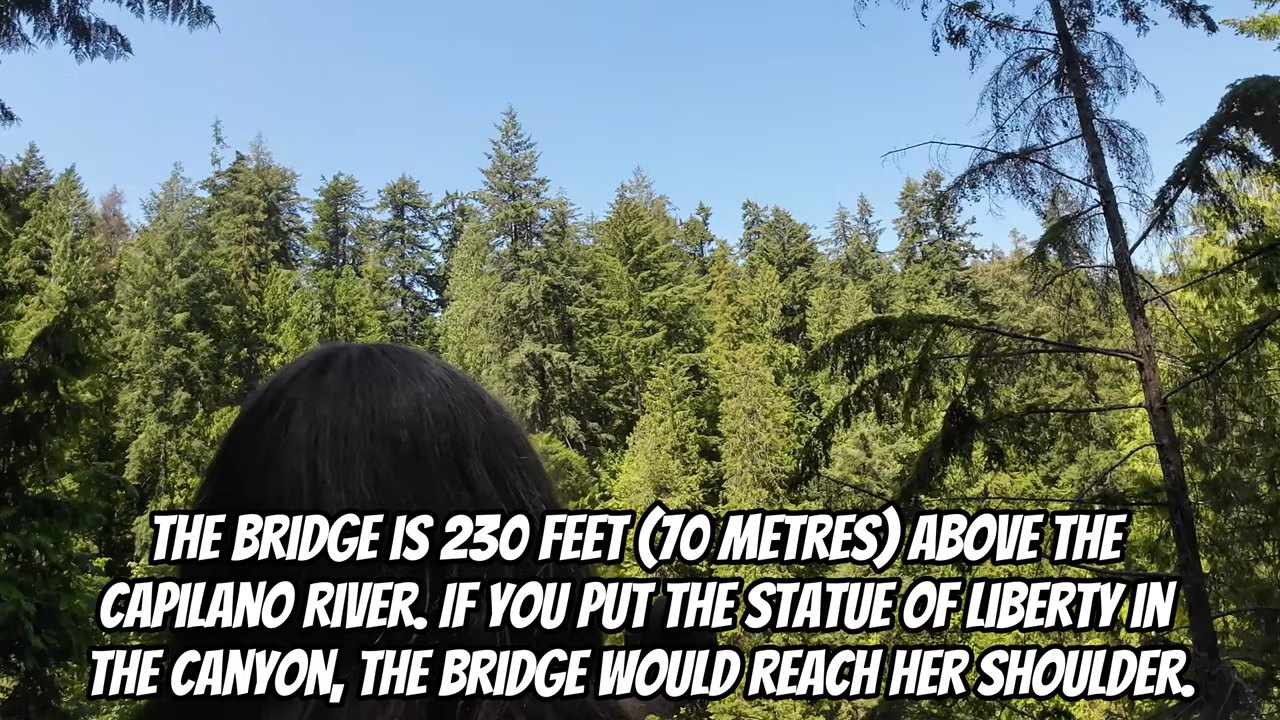 THE BRIDGE IS 230 FEET (70 METRES) ABOVE THE
CAPILANO RIVER. IF YOU PUT THE STATUE OF LIBERTY IN
THE CANYON, THE BRIDGE WOULD REACH HER SHOULDER.